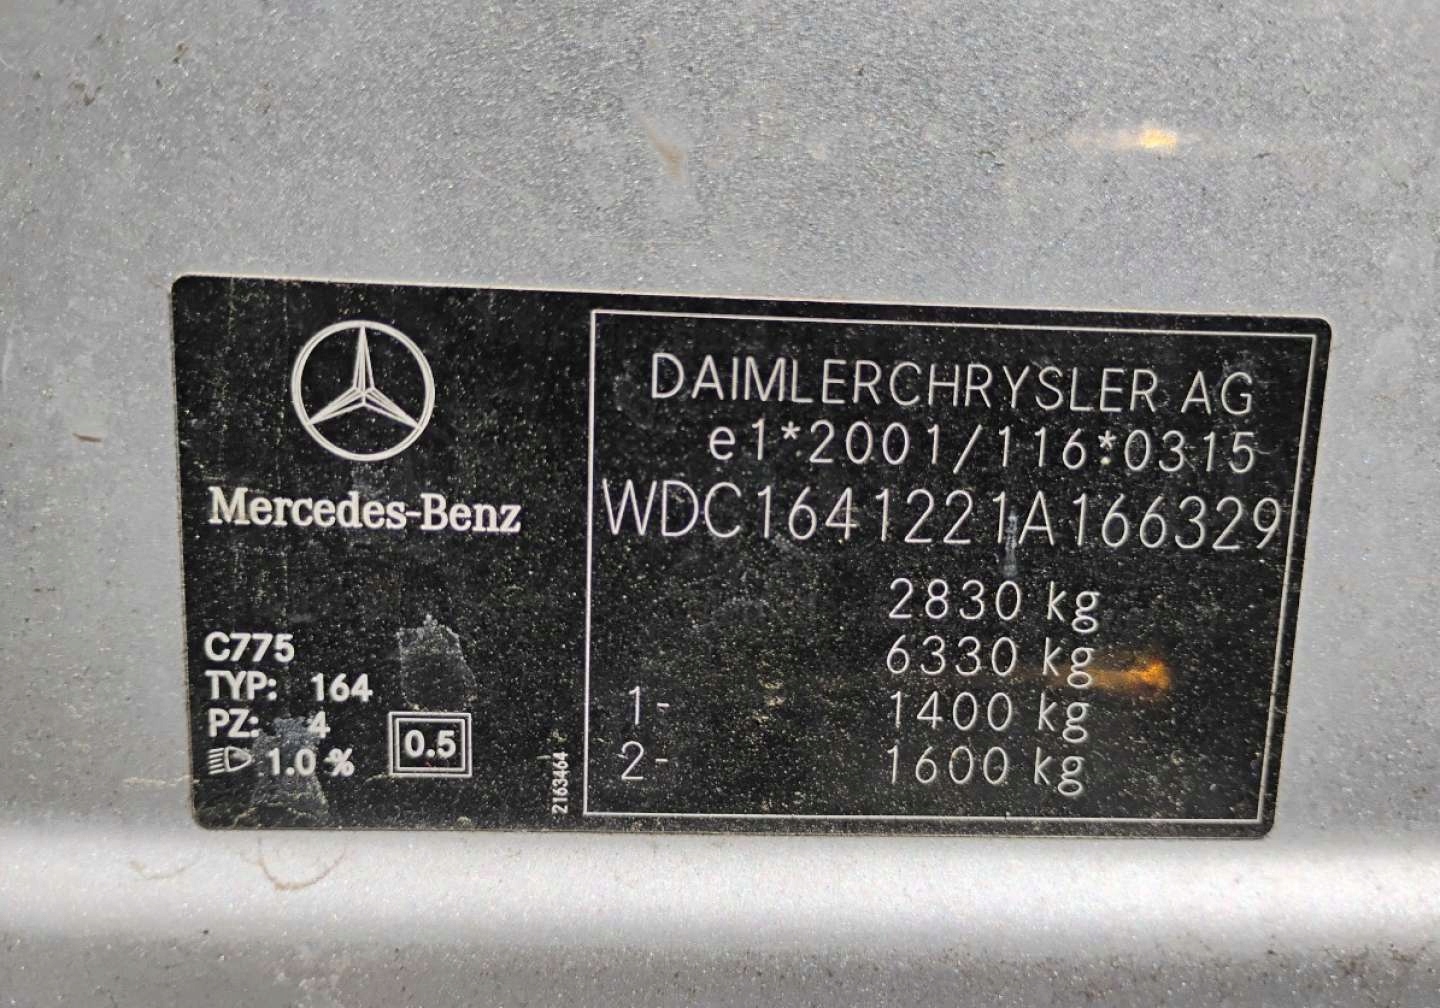 Mercedes-Benz
C775
TYP: 164
PZ: 4
1.0 %
0.5
2163464
DAIMLERCHRYSLER AG
e1*2001/116*0315
WDC1641221A166329
2830 kg
6330 kg
1- 1400 kg
2- 1600 kg